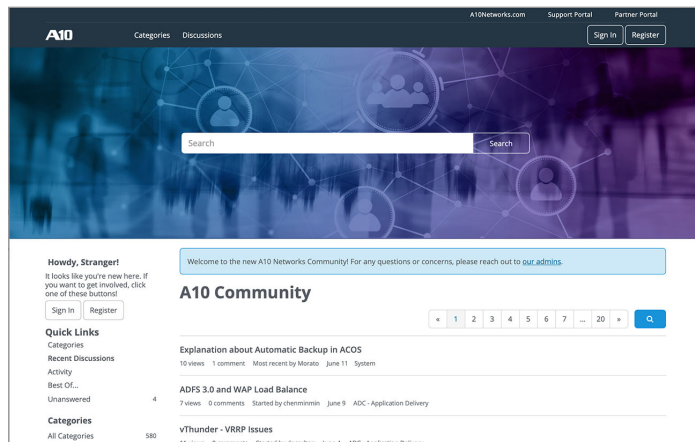 A10Networks.com Support Portal Partner Portal
A10 Categories Discussions Sign In Register
Search Search
Howdy, Stranger!
It looks like you're new here. If
you want to get involved, click
one of these buttons!
Sign In Register
Quick Links
Categories
Recent Discussions
Activity
Best Of...
Unanswered 4
Categories
All Categories 580
Welcome to the new A10 Networks Community! For any questions or concerns, please reach out to our admins.
A10 Community
« 1 2 3 4 5 6 7 ... 20 »
Explanation about Automatic Backup in ACOS
10 views 1 comment Most recent by Morato June 11 System
ADFS 3.0 and WAP Load Balance
7 views 0 comments Started by chenminmin June 9 ADC - Application Delivery
vThunder - VRRP Issues